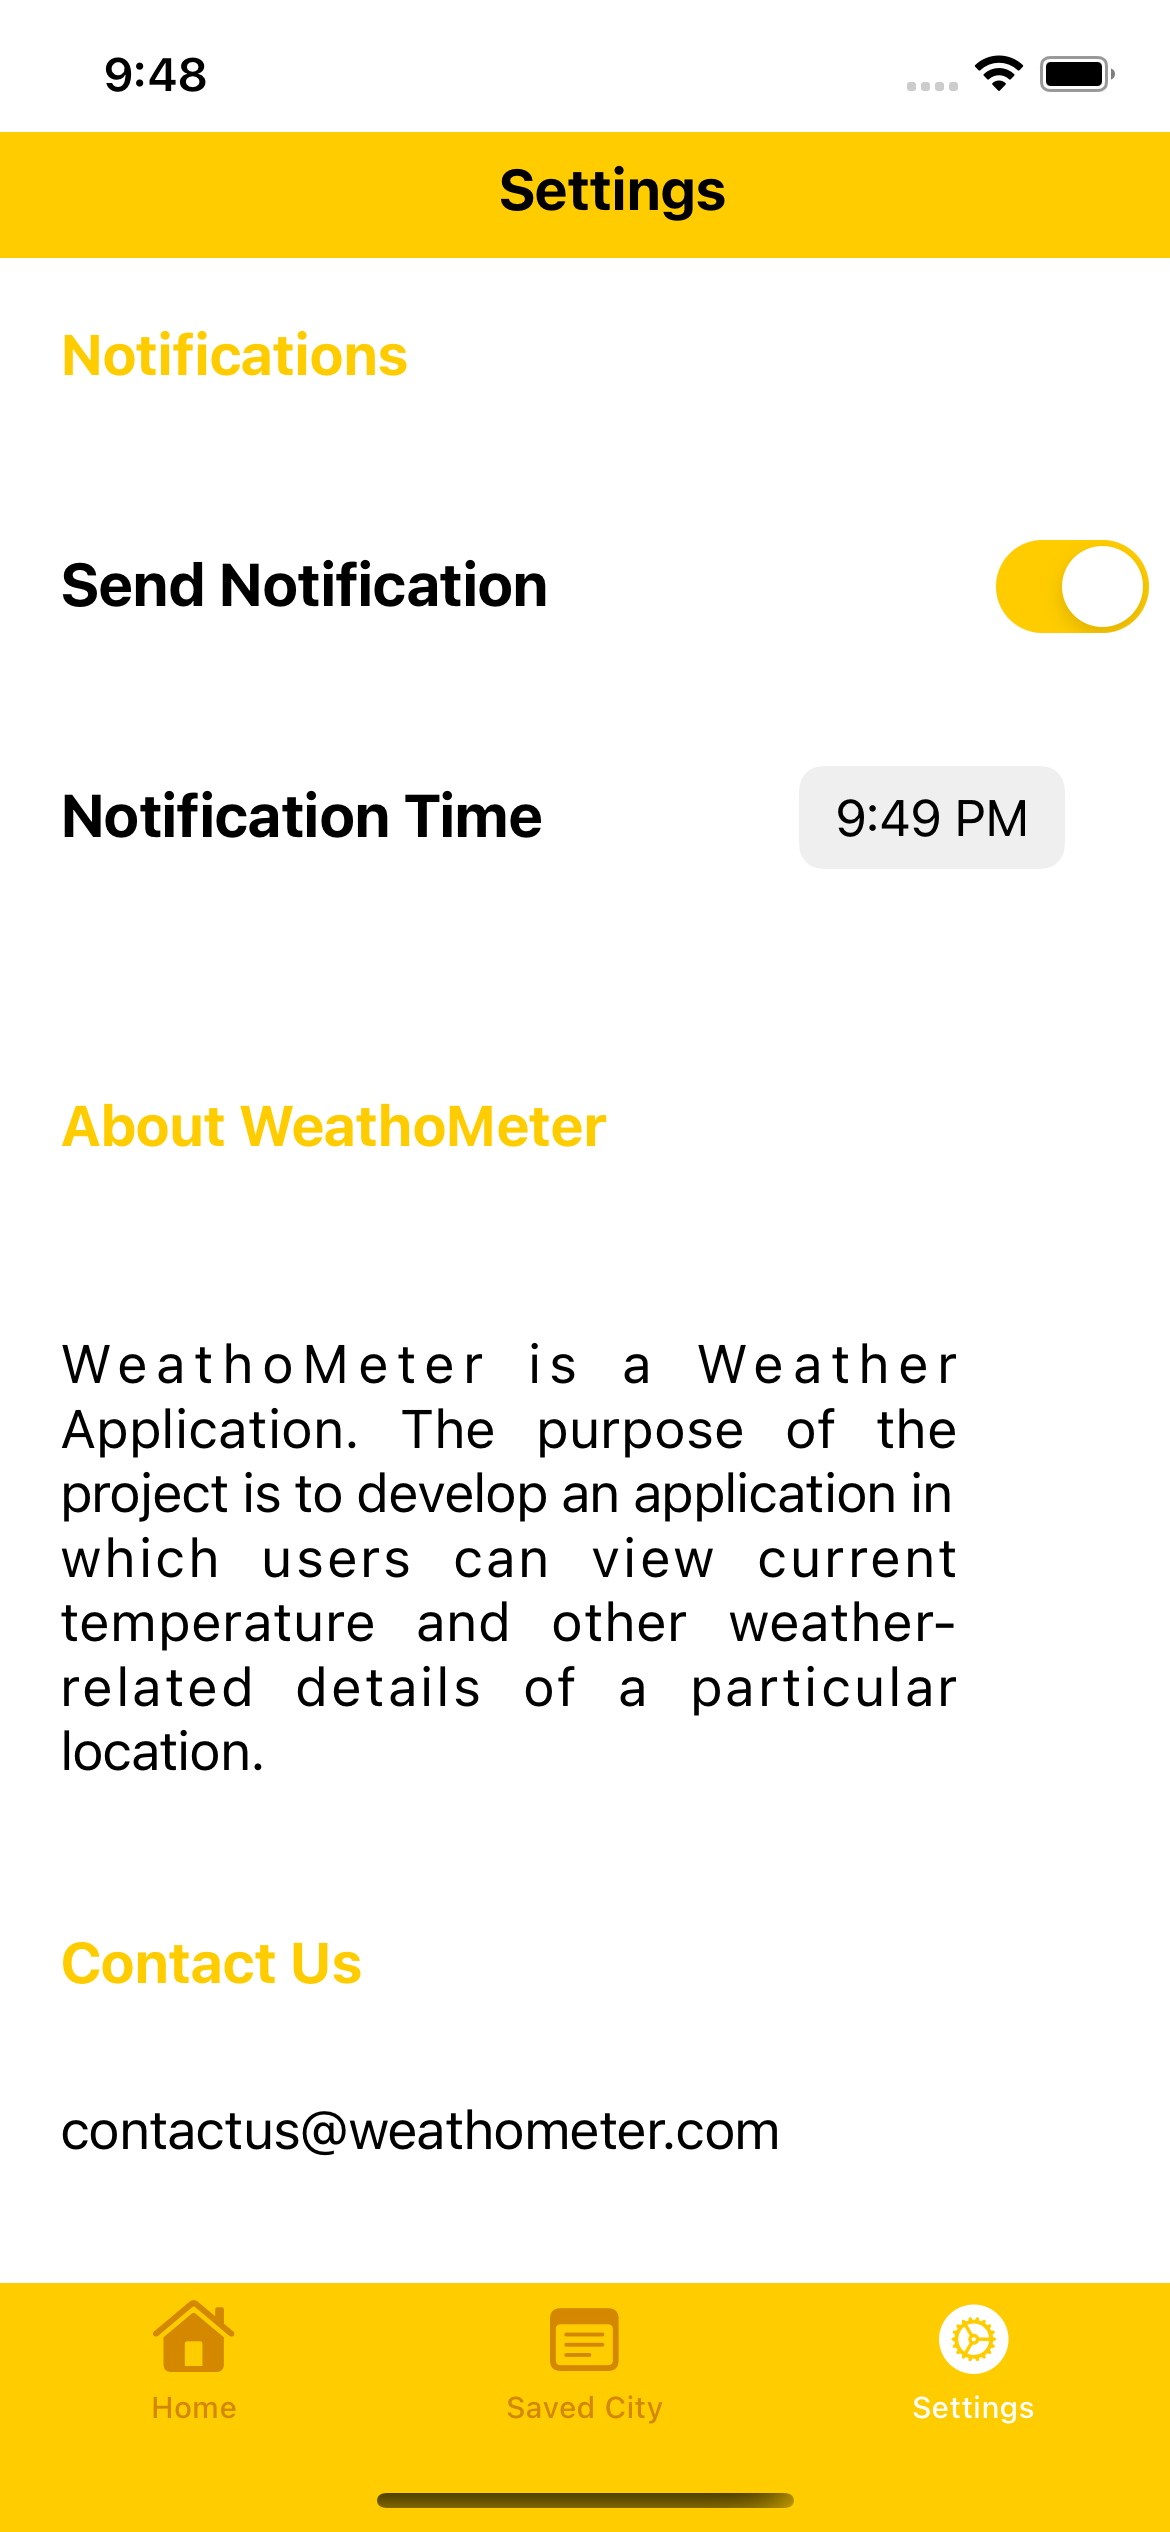 9:48
Settings
Notifications
Send Notification
Notification Time
9:49 PM
About WeathoMeter
WeathoMeter is a Weather
Application. The purpose of the
project is to develop an application in
which users can view current
temperature and other weather-
related details of a particular
location.
Contact Us
contactus@weathometer.com
Home
Saved City
Settings